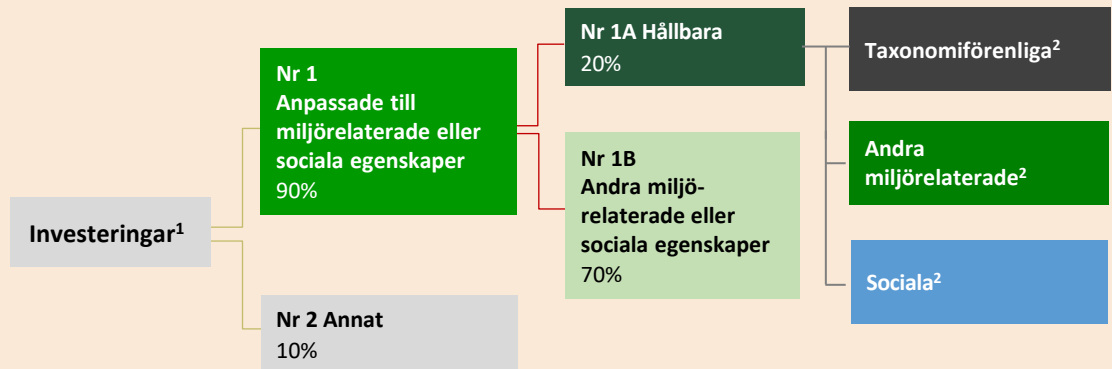 Investeringar¹
Nr 1
Anpassade till
miljörelaterade eller
sociala egenskaper
90%
Nr 2 Annat
10%
Nr 1A Hållbara
20%
Nr 1B
Andra miljö-
relaterade eller
sociala egenskaper
70%
Taxonomiförenliga²
Andra
miljörelaterade²
Sociala²